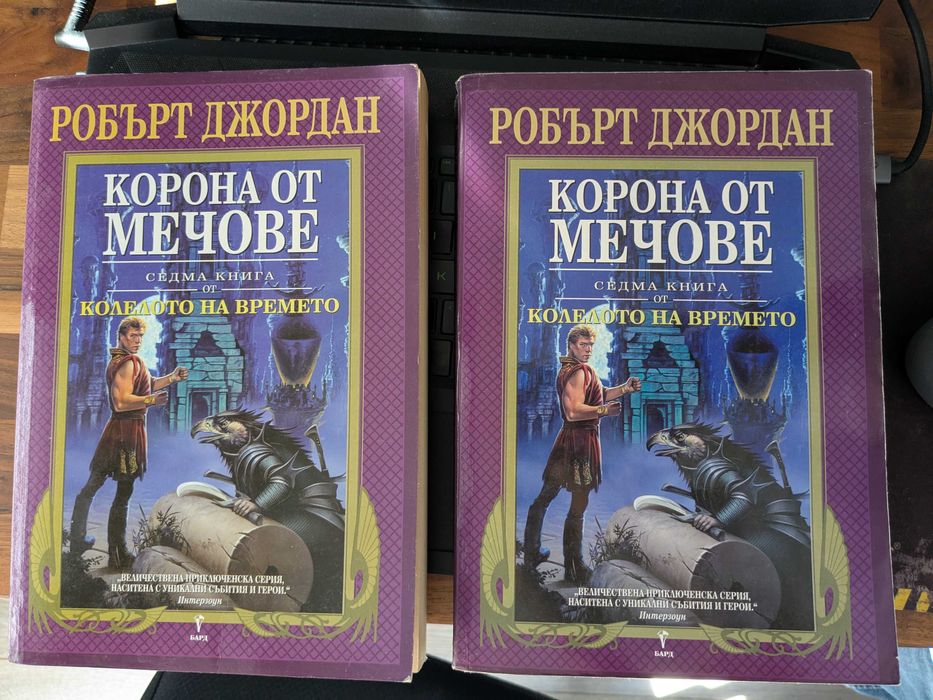 РОБЪРТ ДЖОРДАН
КОРОНА ОТ
МЕЧОВЕ
СЕДМА КНИГА
ОТ
КОЛЕЛОТО НА ВРЕМЕТО
„ВЕЛИЧЕСТВЕНА ПРИКЛЮЧЕНСКА СЕРИЯ,
НАСИТЕНА С УНИКАЛНИ СЪБИТИЯ И ГЕРОИ.“
Интерзоун
БАРД
РОБЪРТ ДЖОРДАН
КОРОНА ОТ
МЕЧОВЕ
СЕДМА КНИГА
ОТ
КОЛЕЛОТО НА ВРЕМЕТО
„ВЕЛИЧЕСТВЕНА ПРИКЛЮЧЕНСКА СЕРИЯ,
НАСИТЕНА С УНИКАЛНИ СЪБИТИЯ И ГЕРОИ.“
Интерзоун
БАРД
K